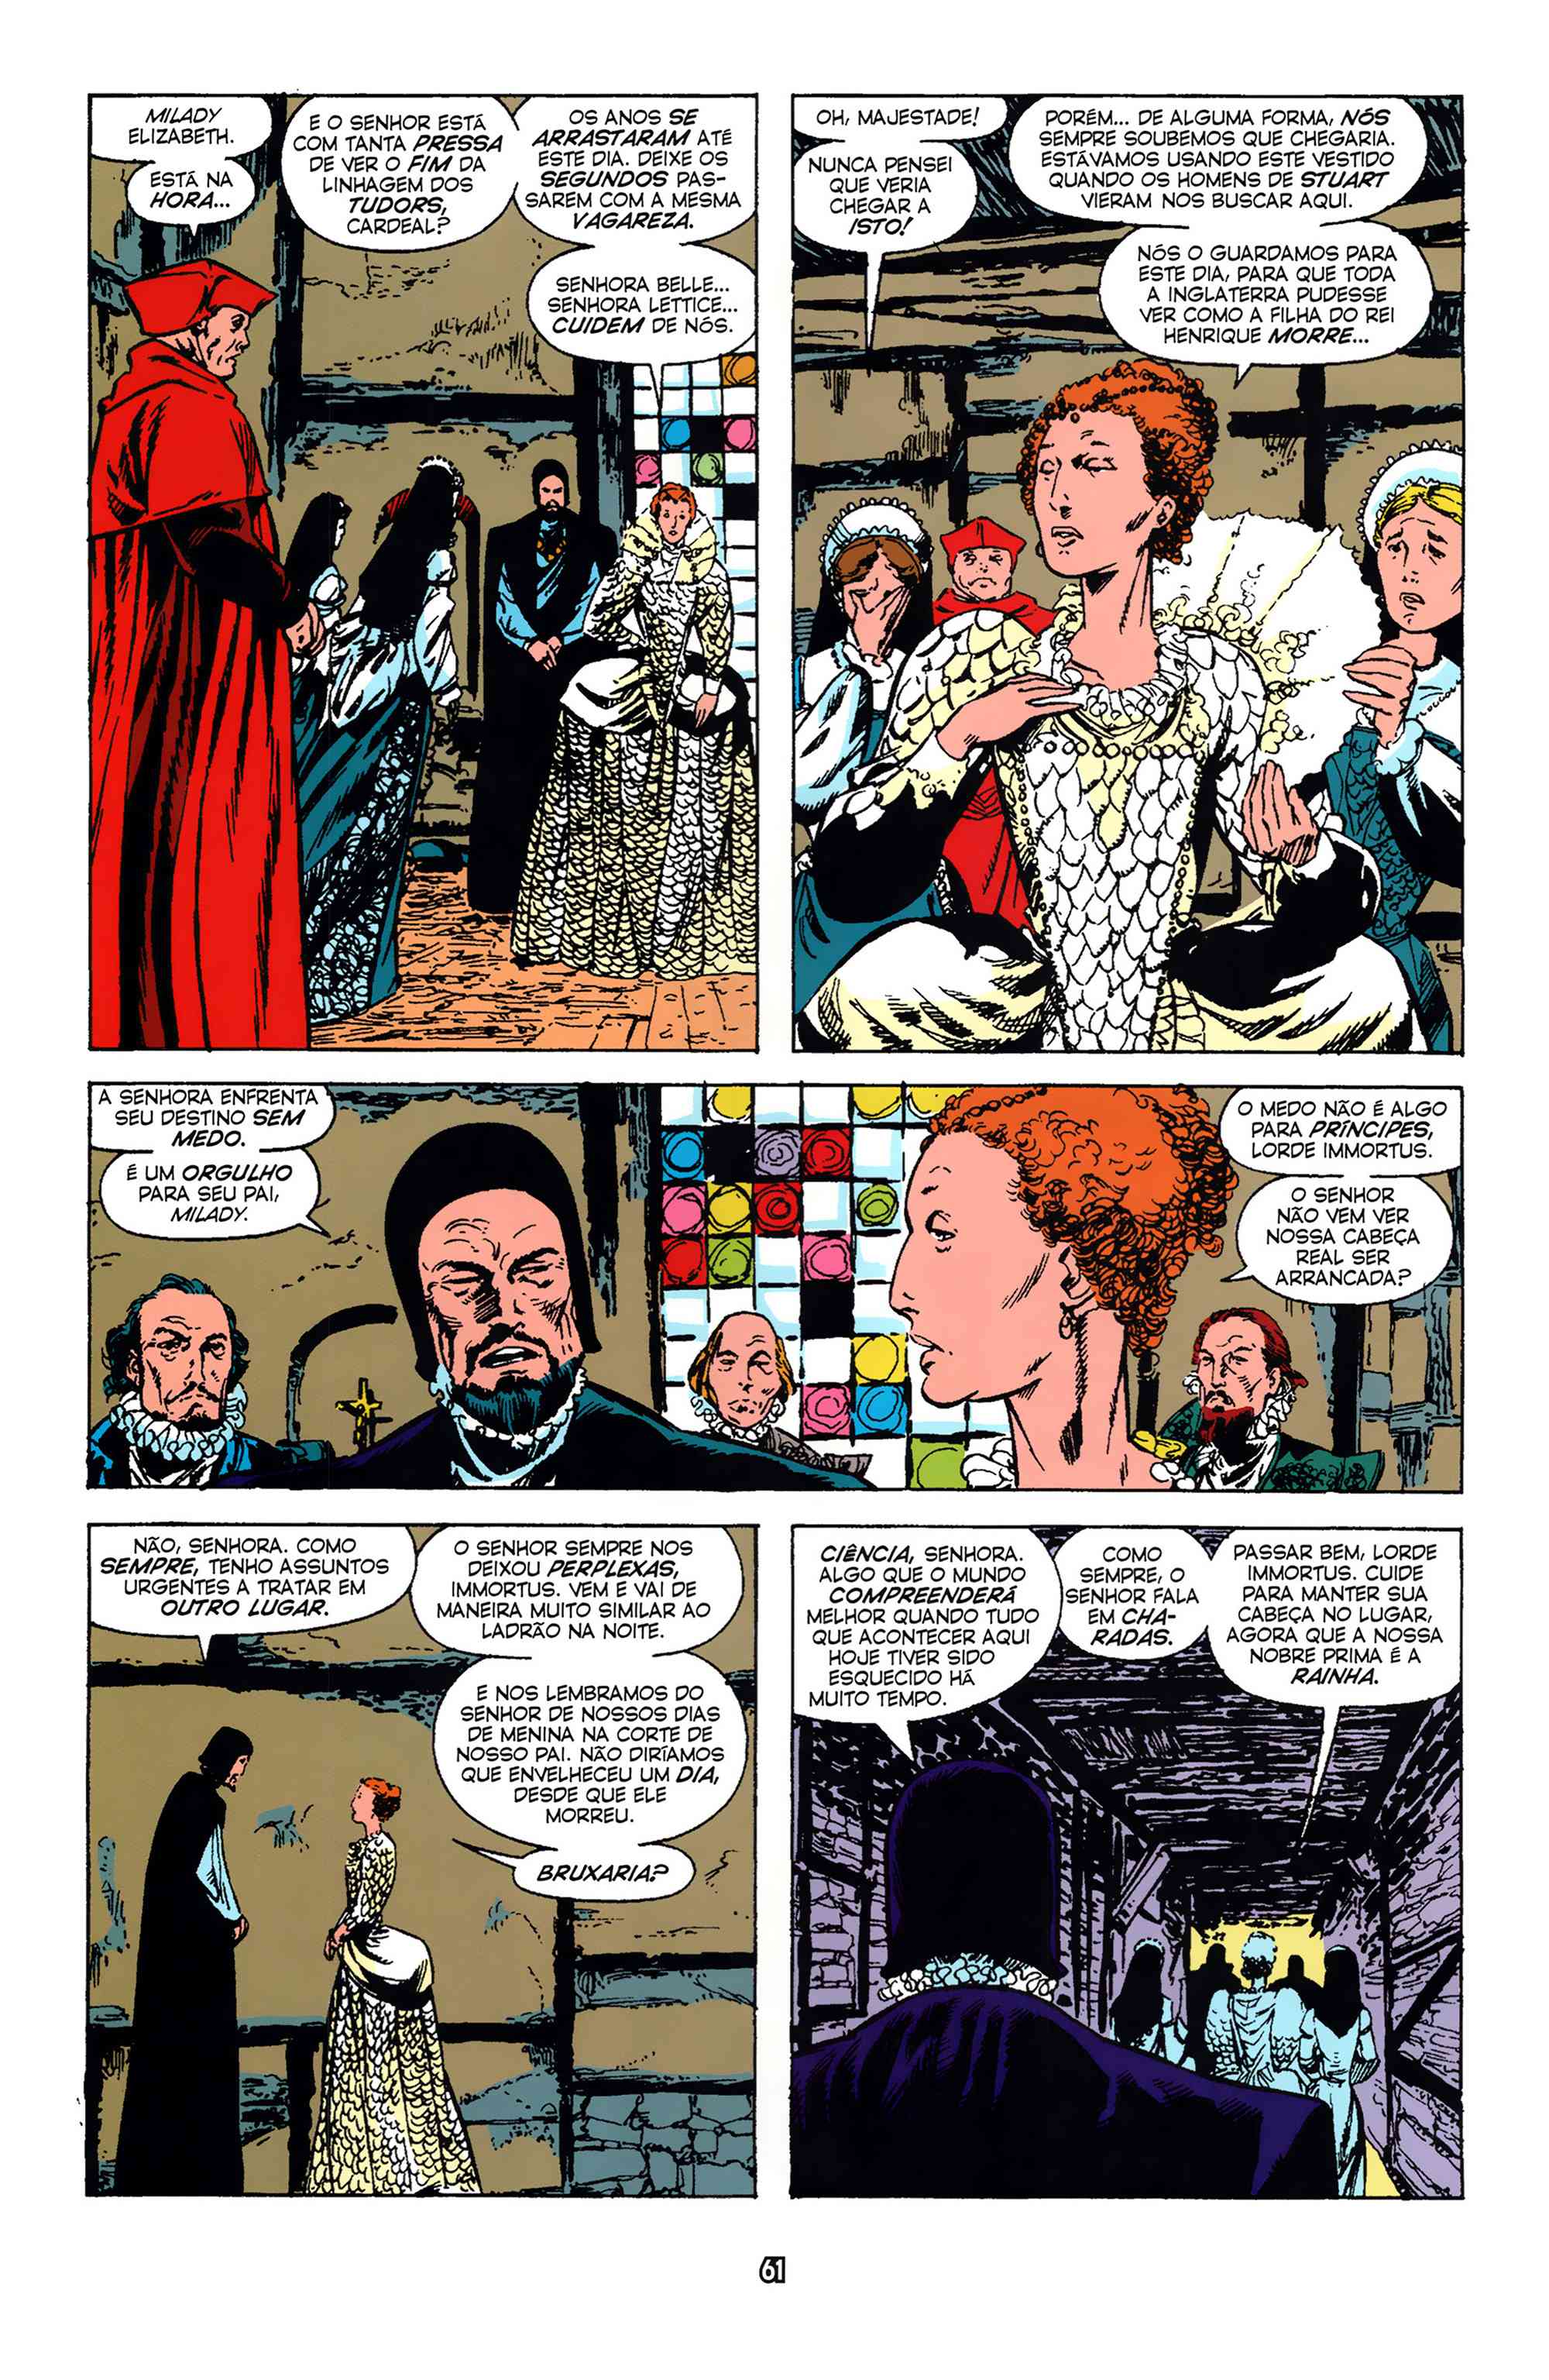 MILADY
ELIZABETH.
ESTÁ NA
HORA...
E O SENHOR ESTÁ
COM TANTA PRESSA
DE VER O FIM DA
LINHAGEM DOS
TUDORS,
CARDEAL?
OS ANOS SE
ARRASTARAM ATÉ
ESTE DIA. DEIXE OS
SEGUNDOS PAS-
SAREM COM A MESMA
VAGAREZA.
SENHORA BELLE...
SENHORA LETTICE...
CUIDEM DE NÓS.
OH, MAJESTADE!
NUNCA PENSEI
QUE VERIA
CHEGAR A
ISTO!
PORÉM... DE ALGUMA FORMA, NÓS
SEMPRE SOUBEMOS QUE CHEGARIA.
ESTÁVAMOS USANDO ESTE VESTIDO
QUANDO OS HOMENS DE STUART
VIERAM NOS BUSCAR AQUI.
NÓS O GUARDAMOS PARA
ESTE DIA, PARA QUE TODA
A INGLATERRA PUDESSE
VER COMO A FILHA DO REI
HENRIQUE MORRE...
A SENHORA ENFRENTA
SEU DESTINO SEM
MEDO.
É UM ORGULHO
PARA SEU PAI,
MILADY.
O MEDO NÃO É ALGO
PARA PRÍNCIPES,
LORDE IMMORTUS.
O SENHOR
NÃO VEM VER
NOSSA CABEÇA
REAL SER
ARRANCADA?
NÃO, SENHORA. COMO
SEMPRE, TENHO ASSUNTOS
URGENTES A TRATAR EM
OUTRO LUGAR.
O SENHOR SEMPRE NOS
DEIXOU PERPLEXAS,
IMMORTUS. VEM E VAI DE
MANEIRA MUITO SIMILAR AO
LADRÃO NA NOITE.
E NOS LEMBRAMOS DO
SENHOR DE NOSSOS DIAS
DE MENINA NA CORTE DE
NOSSO PAI. NÃO DIRÍAMOS
QUE ENVELHECEU UM DIA,
DESDE QUE ELE
MORREU.
BRUXARIA?
CIÊNCIA, SENHORA.
ALGO QUE O MUNDO
COMPREENDERÁ
MELHOR QUANDO TUDO
QUE ACONTECER AQUI
HOJE TIVER SIDO
ESQUECIDO HÁ
MUITO TEMPO.
COMO
SEMPRE, O
SENHOR FALA
EM CHA-
RADAS.
PASSAR BEM, LORDE
IMMORTUS. CUIDE
PARA MANTER SUA
CABEÇA NO LUGAR,
AGORA QUE A NOSSA
NOBRE PRIMA É A
RAINHA.
61